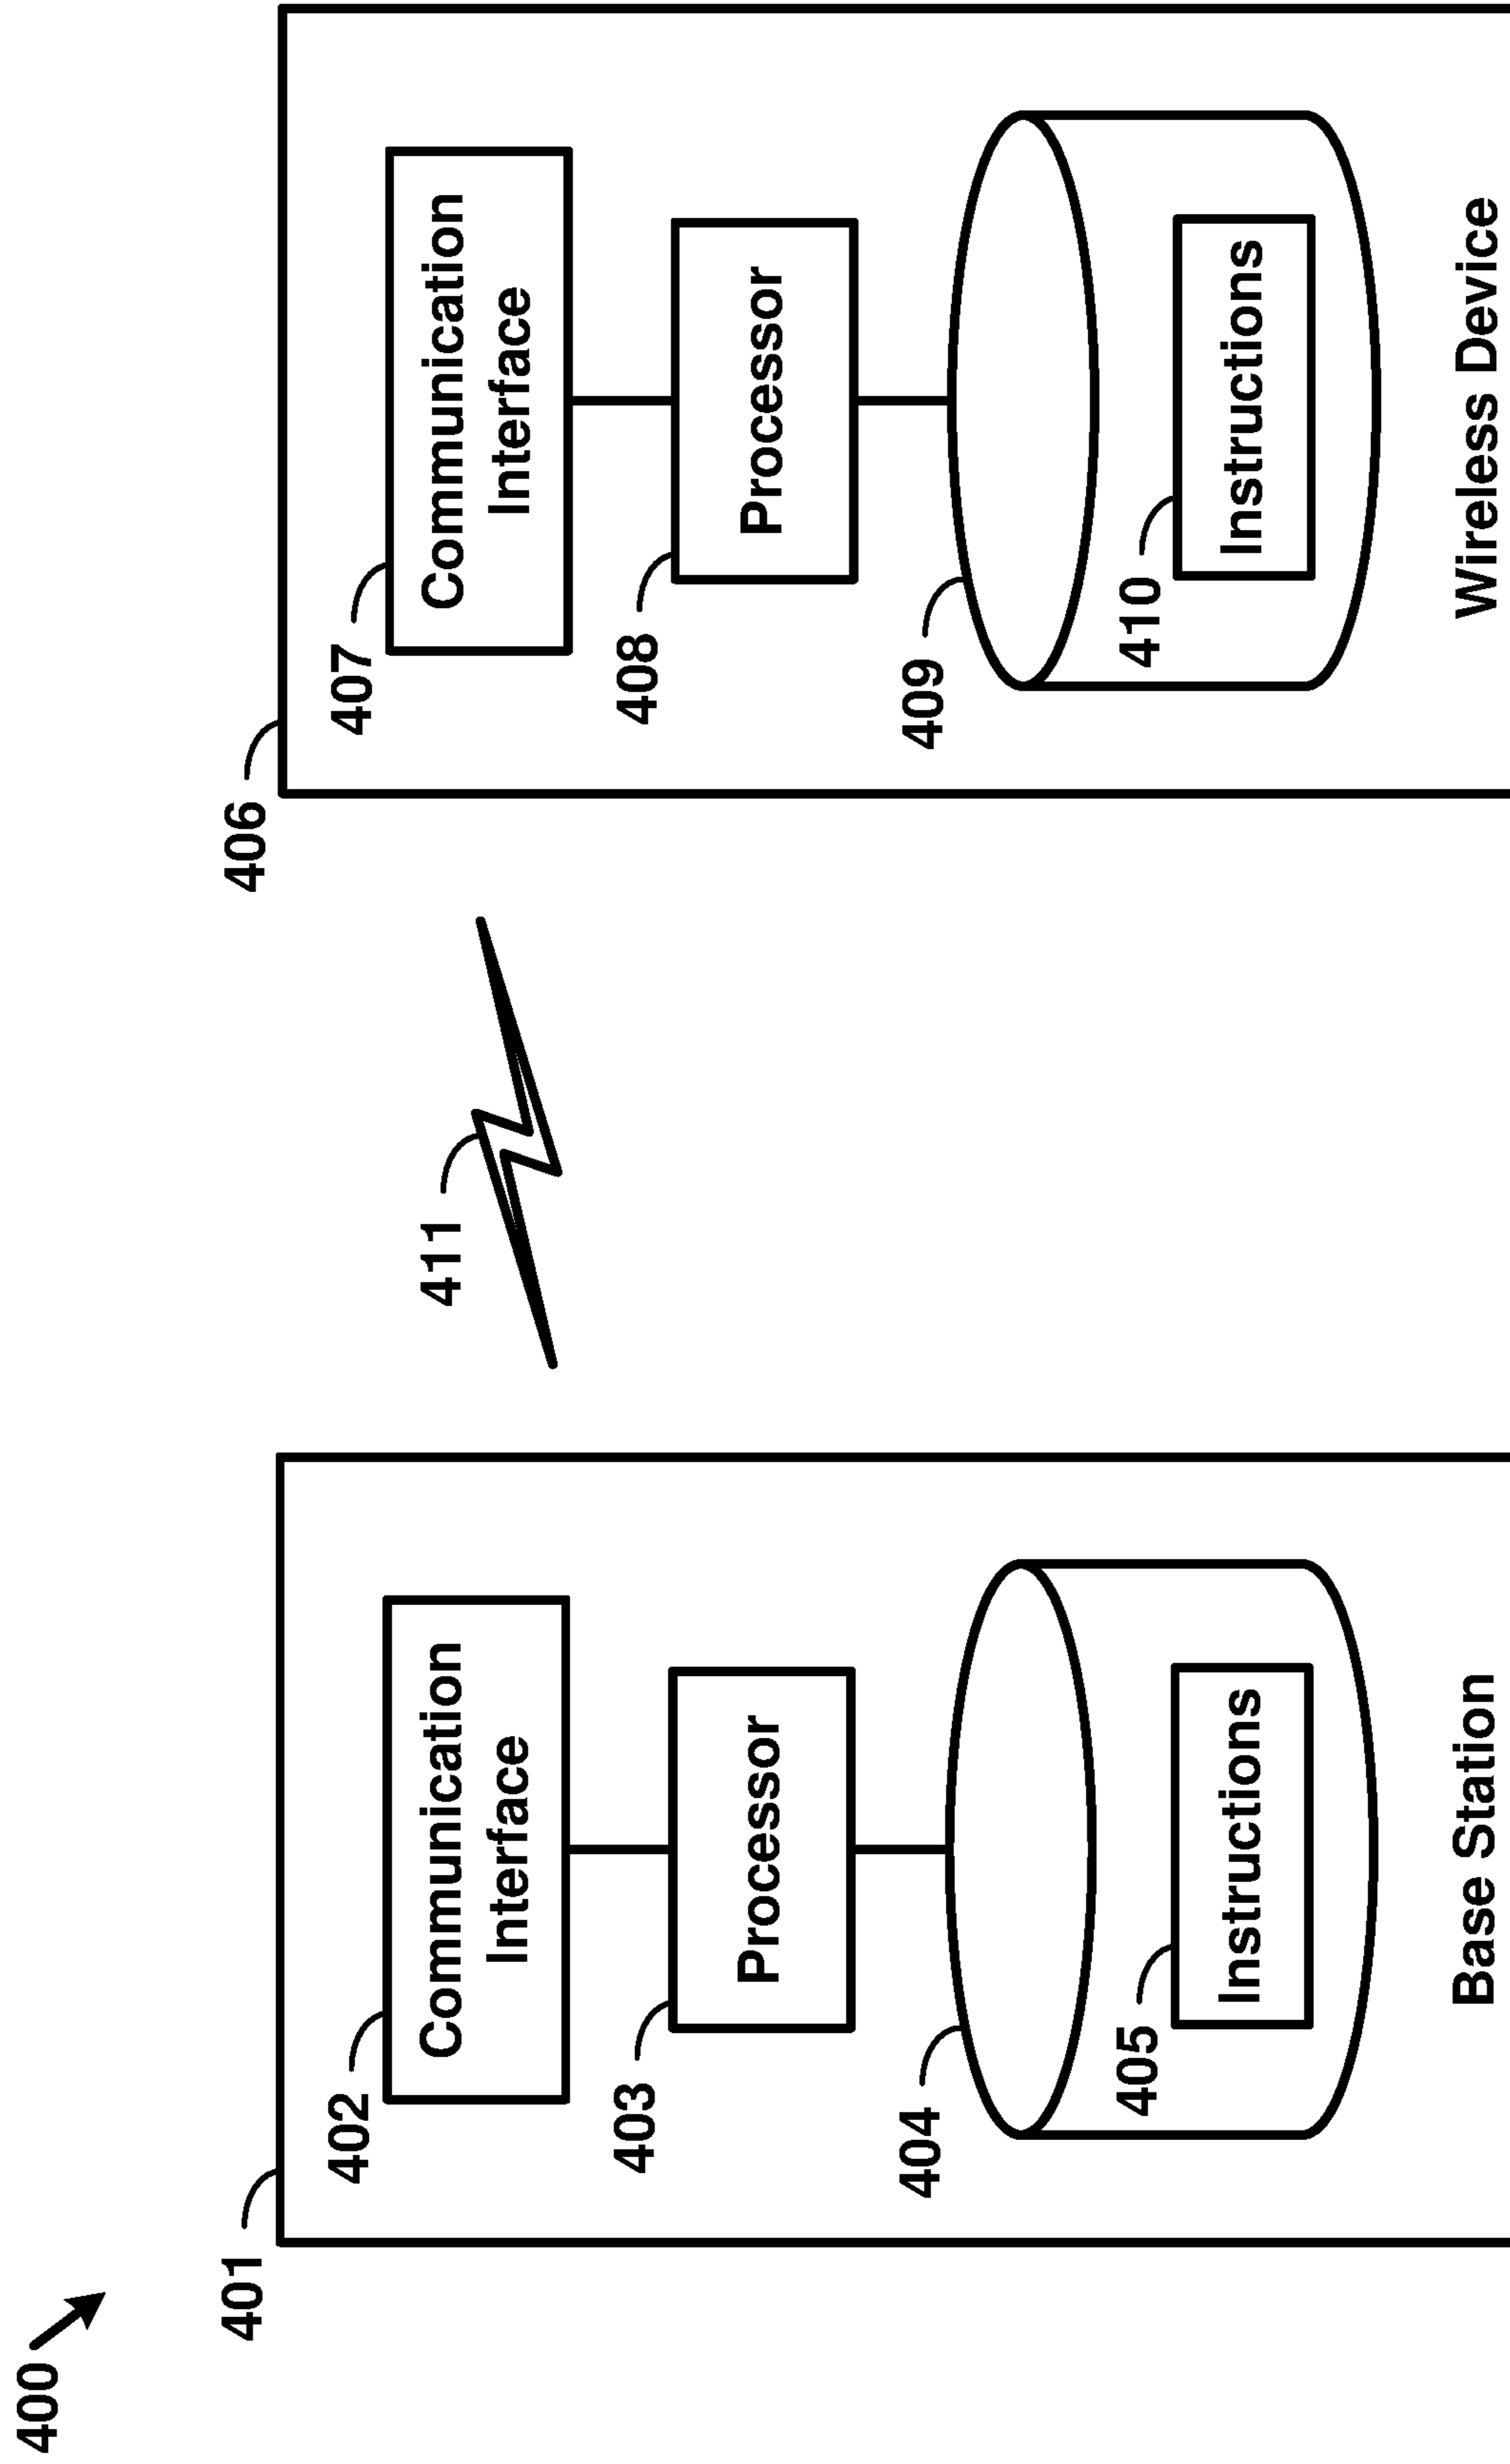 400
401
402
Communication
Interface
403
Processor
404
405
Instructions
Base Station
411
406
407
Communication
Interface
408
Processor
409
410
Instructions
Wireless Device